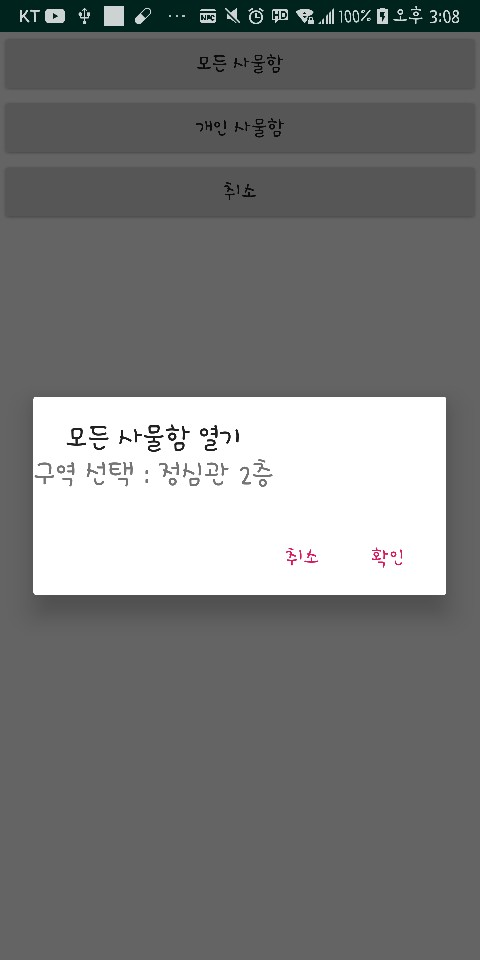 KT NFC HD 100% 오후 3:08
모든 사물함
개인 사물함
취소
모든 사물함 열기
구역 선택 : 정심관 2층
취소 확인